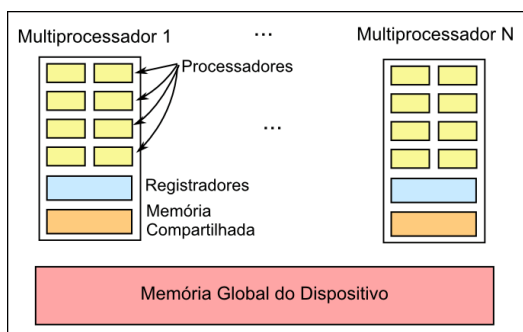 Multiprocessador 1
...
Multiprocessador N
Processadores
...
Registradores
Memória
Compartilhada
Memória Global do Dispositivo